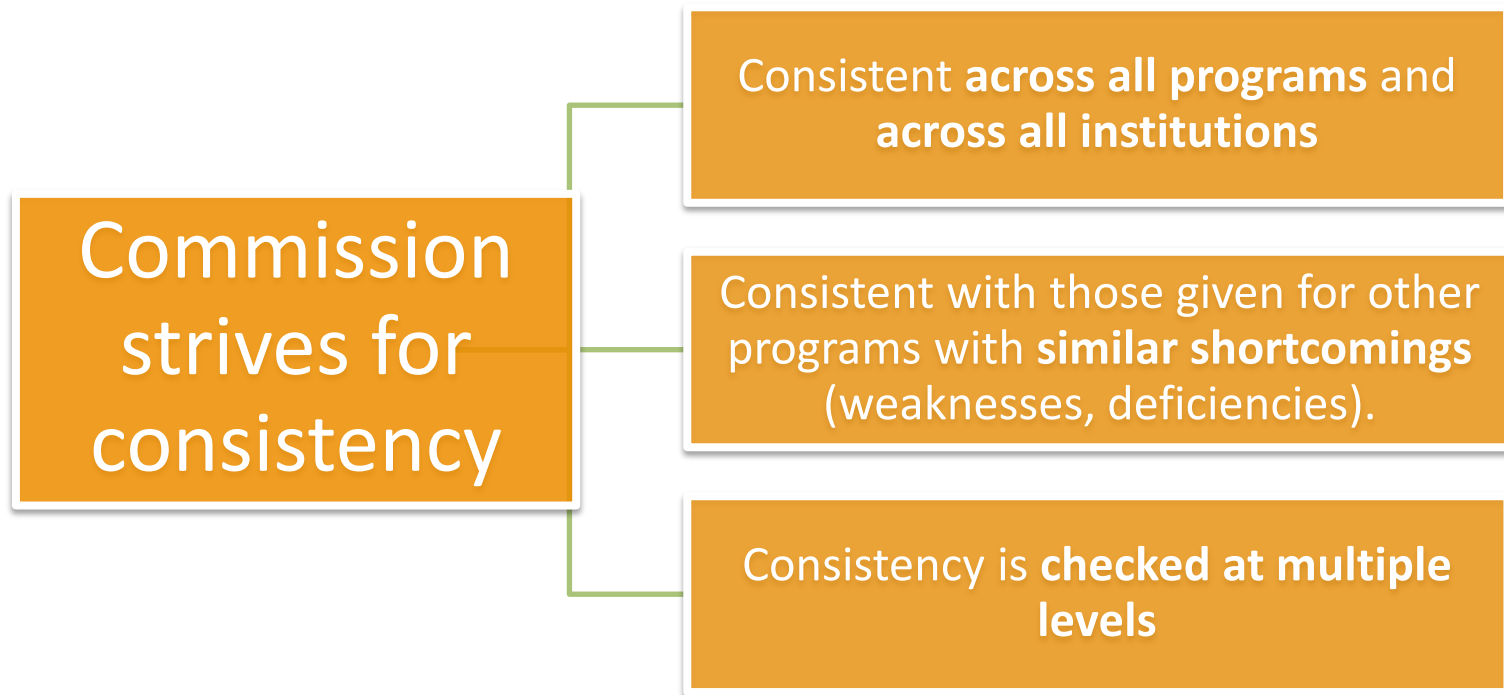 Commission
strives for
consistency
Consistent across all programs and
across all institutions
Consistent with those given for other
programs with similar shortcomings
(weaknesses, deficiencies).
Consistency is checked at multiple
levels